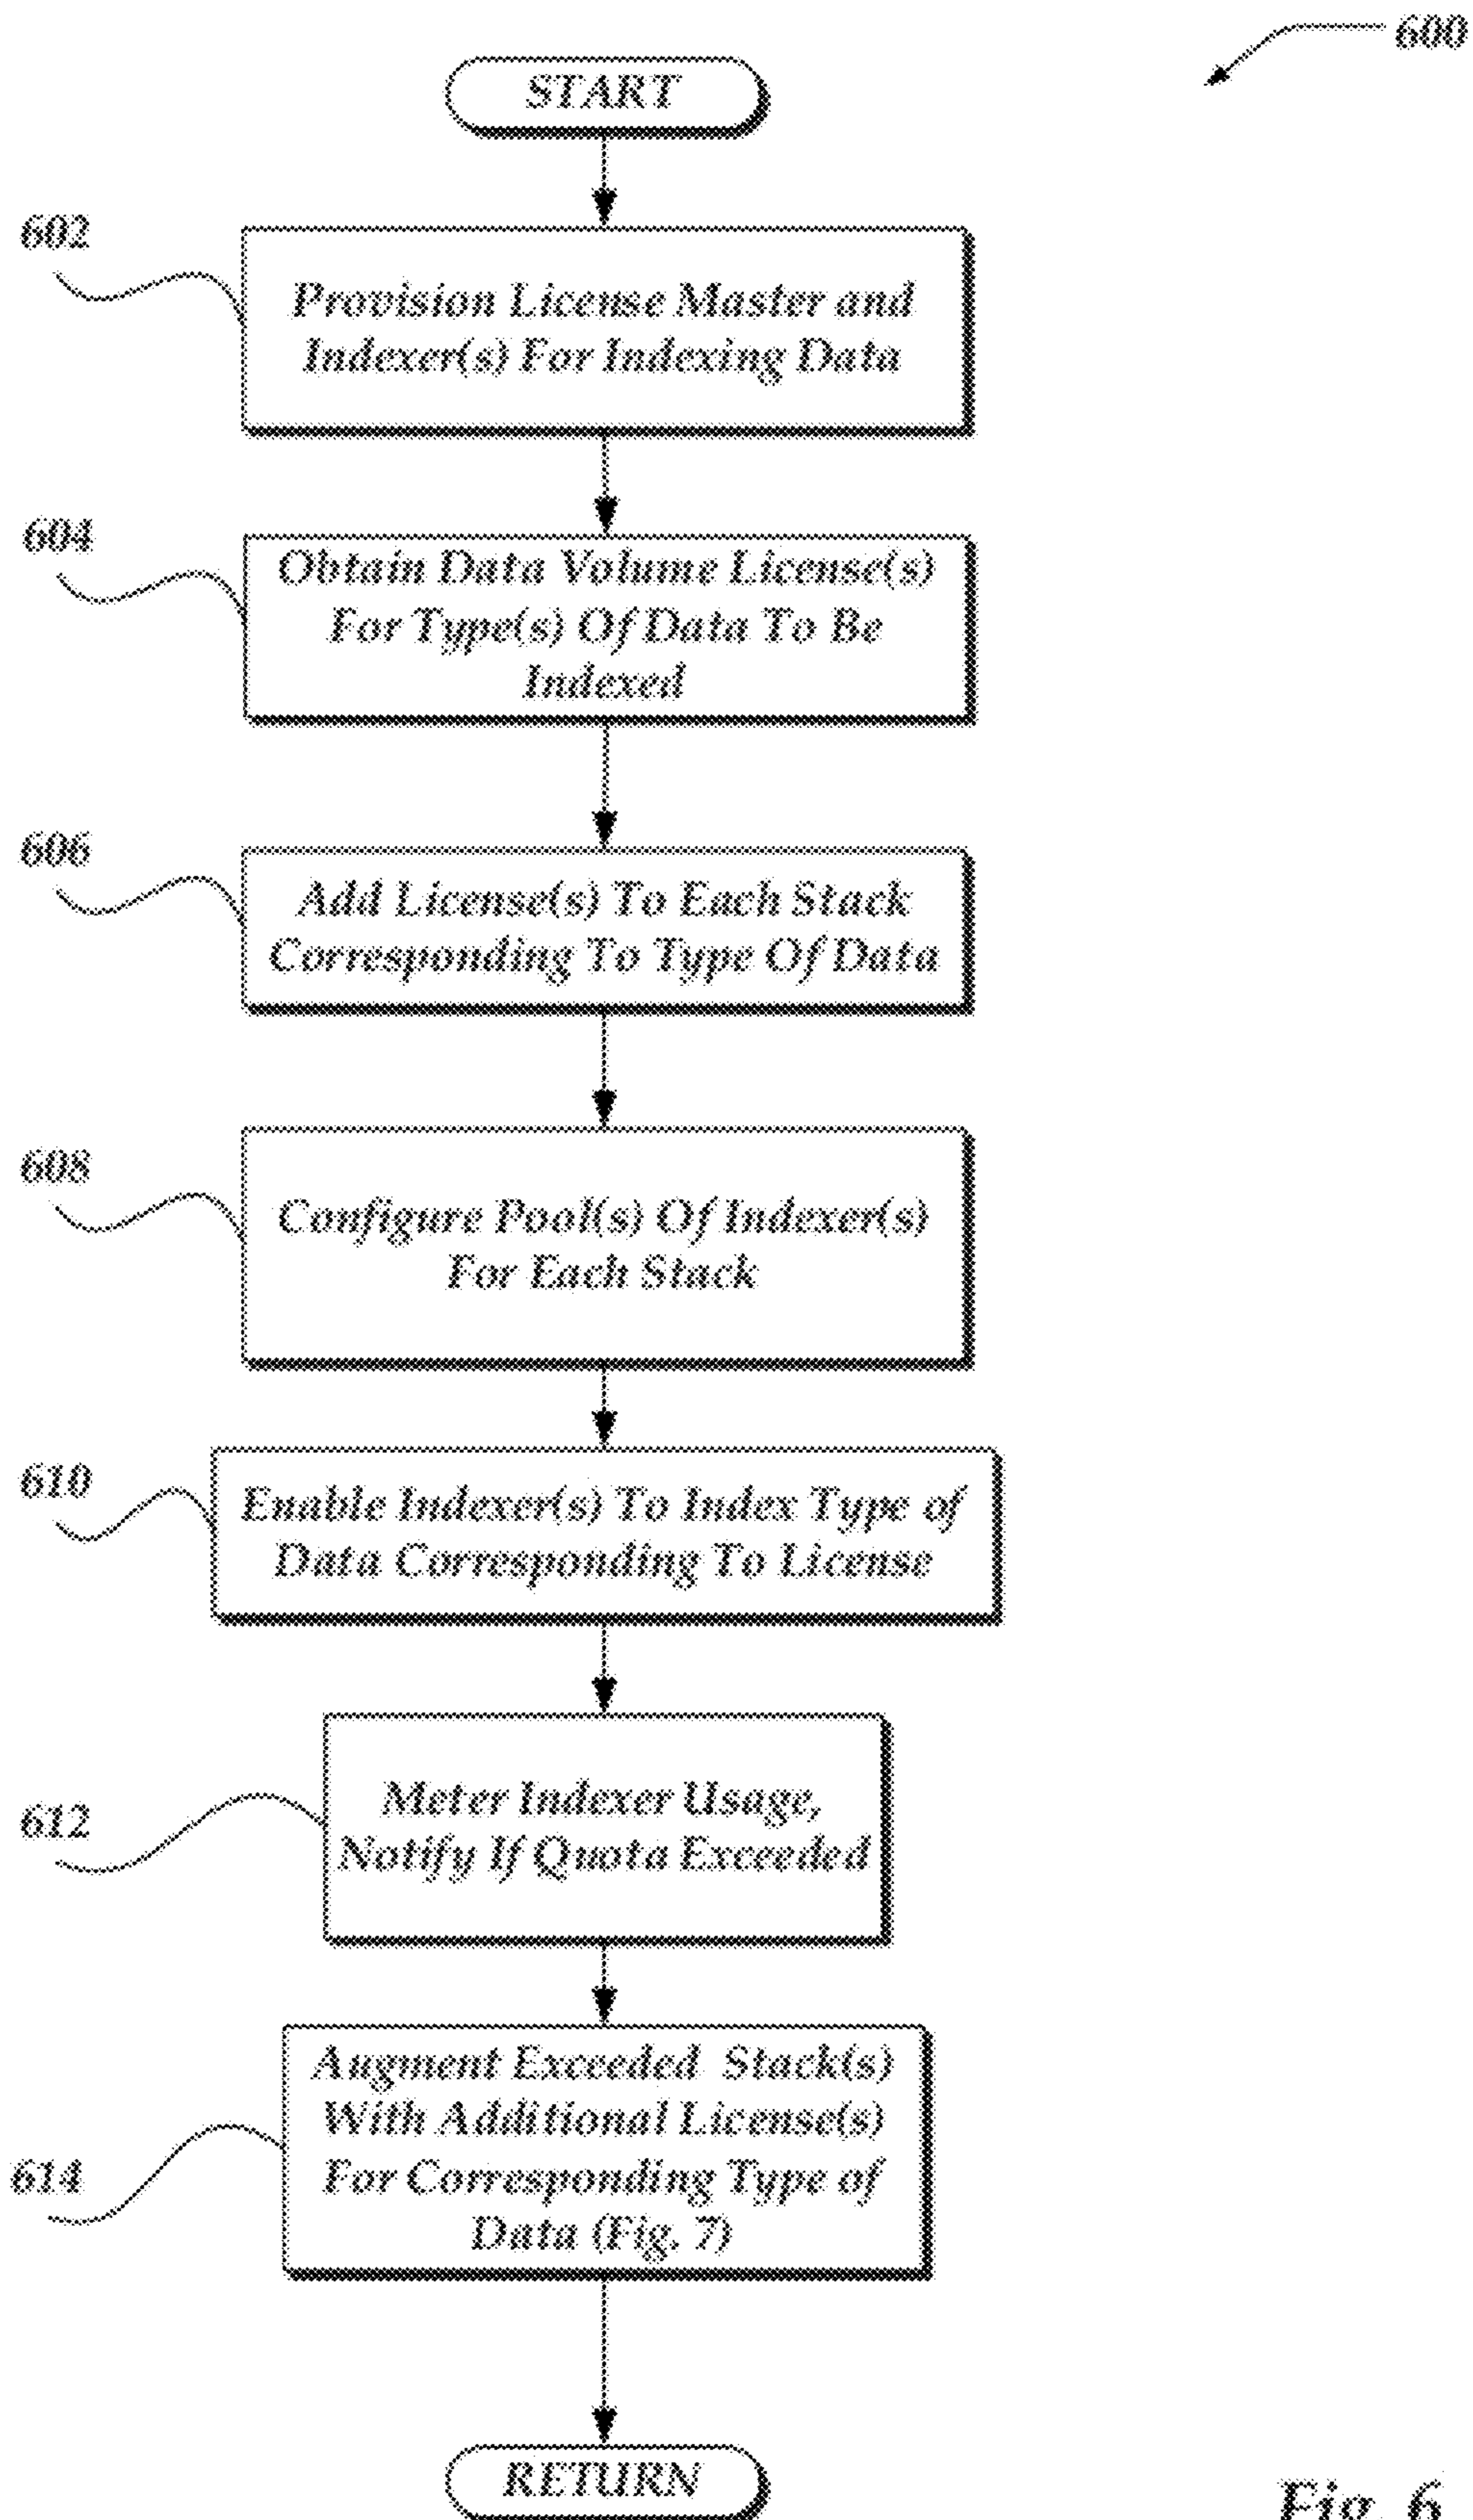 600
START
602
Provision License Master and
Indexer(s) For Indexing Data
604
Obtain Data Volume License(s)
For Type(s) Of Data To Be
Indexed
606
Add License(s) To Each Stack
Corresponding To Type Of Data
608
Configure Pool(s) Of Indexer(s)
For Each Stack
610
Enable Indexer(s) To Index Type of
Data Corresponding To License
612
Meter Indexer Usage,
Notify If Quota Exceeded
614
Augment Exceeded Stack(s)
With Additional License(s)
For Corresponding Type of
Data (Fig. 7)
RETURN
Fig. 6